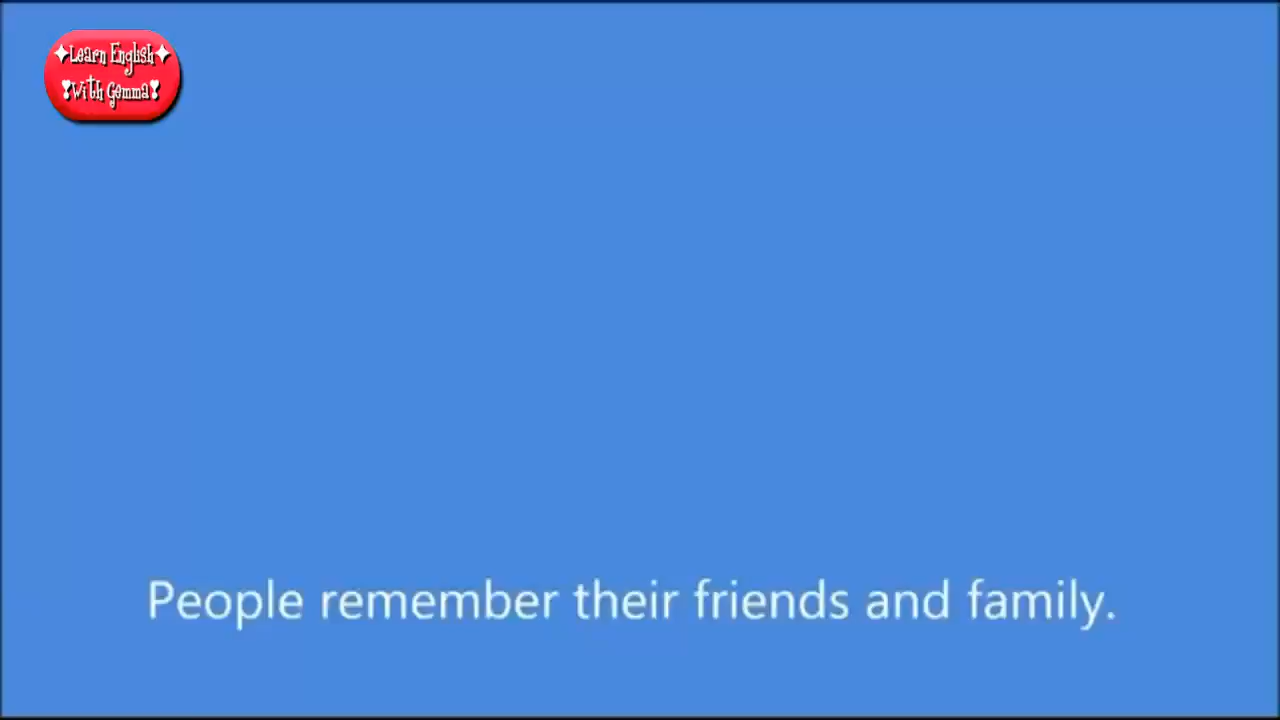 ✦Learn English✦
❣With Gemma❣
People remember their friends and family.